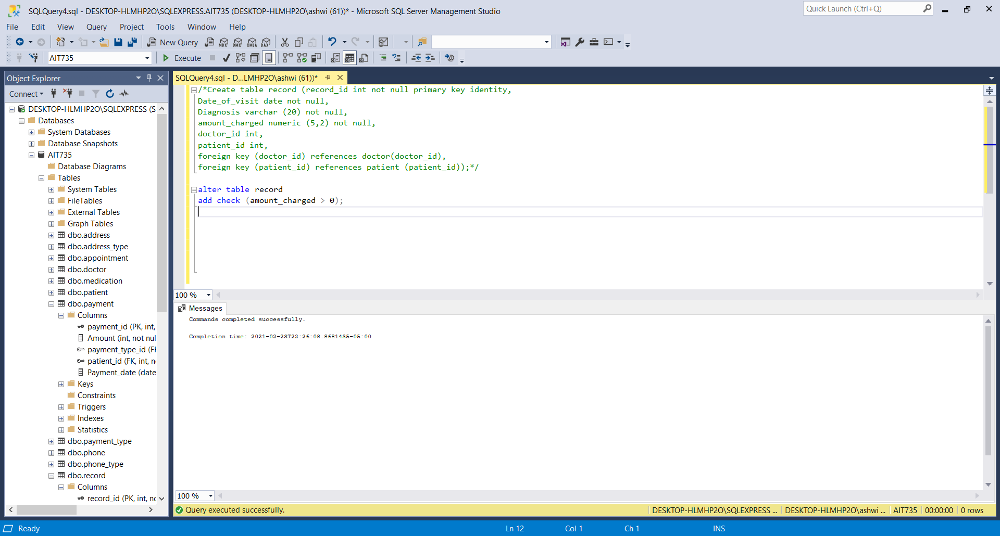 SQLQuery4.sql - DESKTOP-HLMHP2O\SQLEXPRESS.AIT735 (DESKTOP-HLMHP2O\ashwi (61))* - Microsoft SQL Server Management Studio
Quick Launch (Ctrl+Q)
File Edit View Query Project Tools Window Help
New Query MDX DMX XMLA DAX
AIT735 Execute
Object Explorer
Connect
DESKTOP-HLMHP2O\SQLEXPRESS (S
Databases
System Databases
Database Snapshots
AIT735
Database Diagrams
Tables
System Tables
FileTables
External Tables
Graph Tables
dbo.address
dbo.address_type
dbo.appointment
dbo.doctor
dbo.medication
dbo.patient
dbo.payment
Columns
payment_id (PK, int,
Amount (int, not nul
payment_type_id (FK
patient_id (FK, int, no
Payment_date (date
Keys
Constraints
Triggers
Indexes
Statistics
dbo.payment_type
dbo.phone
dbo.phone_type
dbo.record
Columns
record_id (PK, int, no
SQLQuery4.sql - D...LMHP2O\ashwi (61))*
/*Create table record (record_id int not null primary key identity,
Date_of_visit date not null,
Diagnosis varchar (20) not null,
amount_charged numeric (5,2) not null,
doctor_id int,
patient_id int,
foreign key (doctor_id) references doctor(doctor_id),
foreign key (patient_id) references patient (patient_id));*/
alter table record
add check (amount_charged > 0);
100 %
Messages
Commands completed successfully.
Completion time: 2021-02-23T22:26:08.8681435-05:00
100 %
Query executed successfully. DESKTOP-HLMHP2O\SQLEXPRESS ... DESKTOP-HLMHP2O\ashwi ... AIT735 00:00:00 0 rows
Ready Ln 12 Col 1 Ch 1 INS